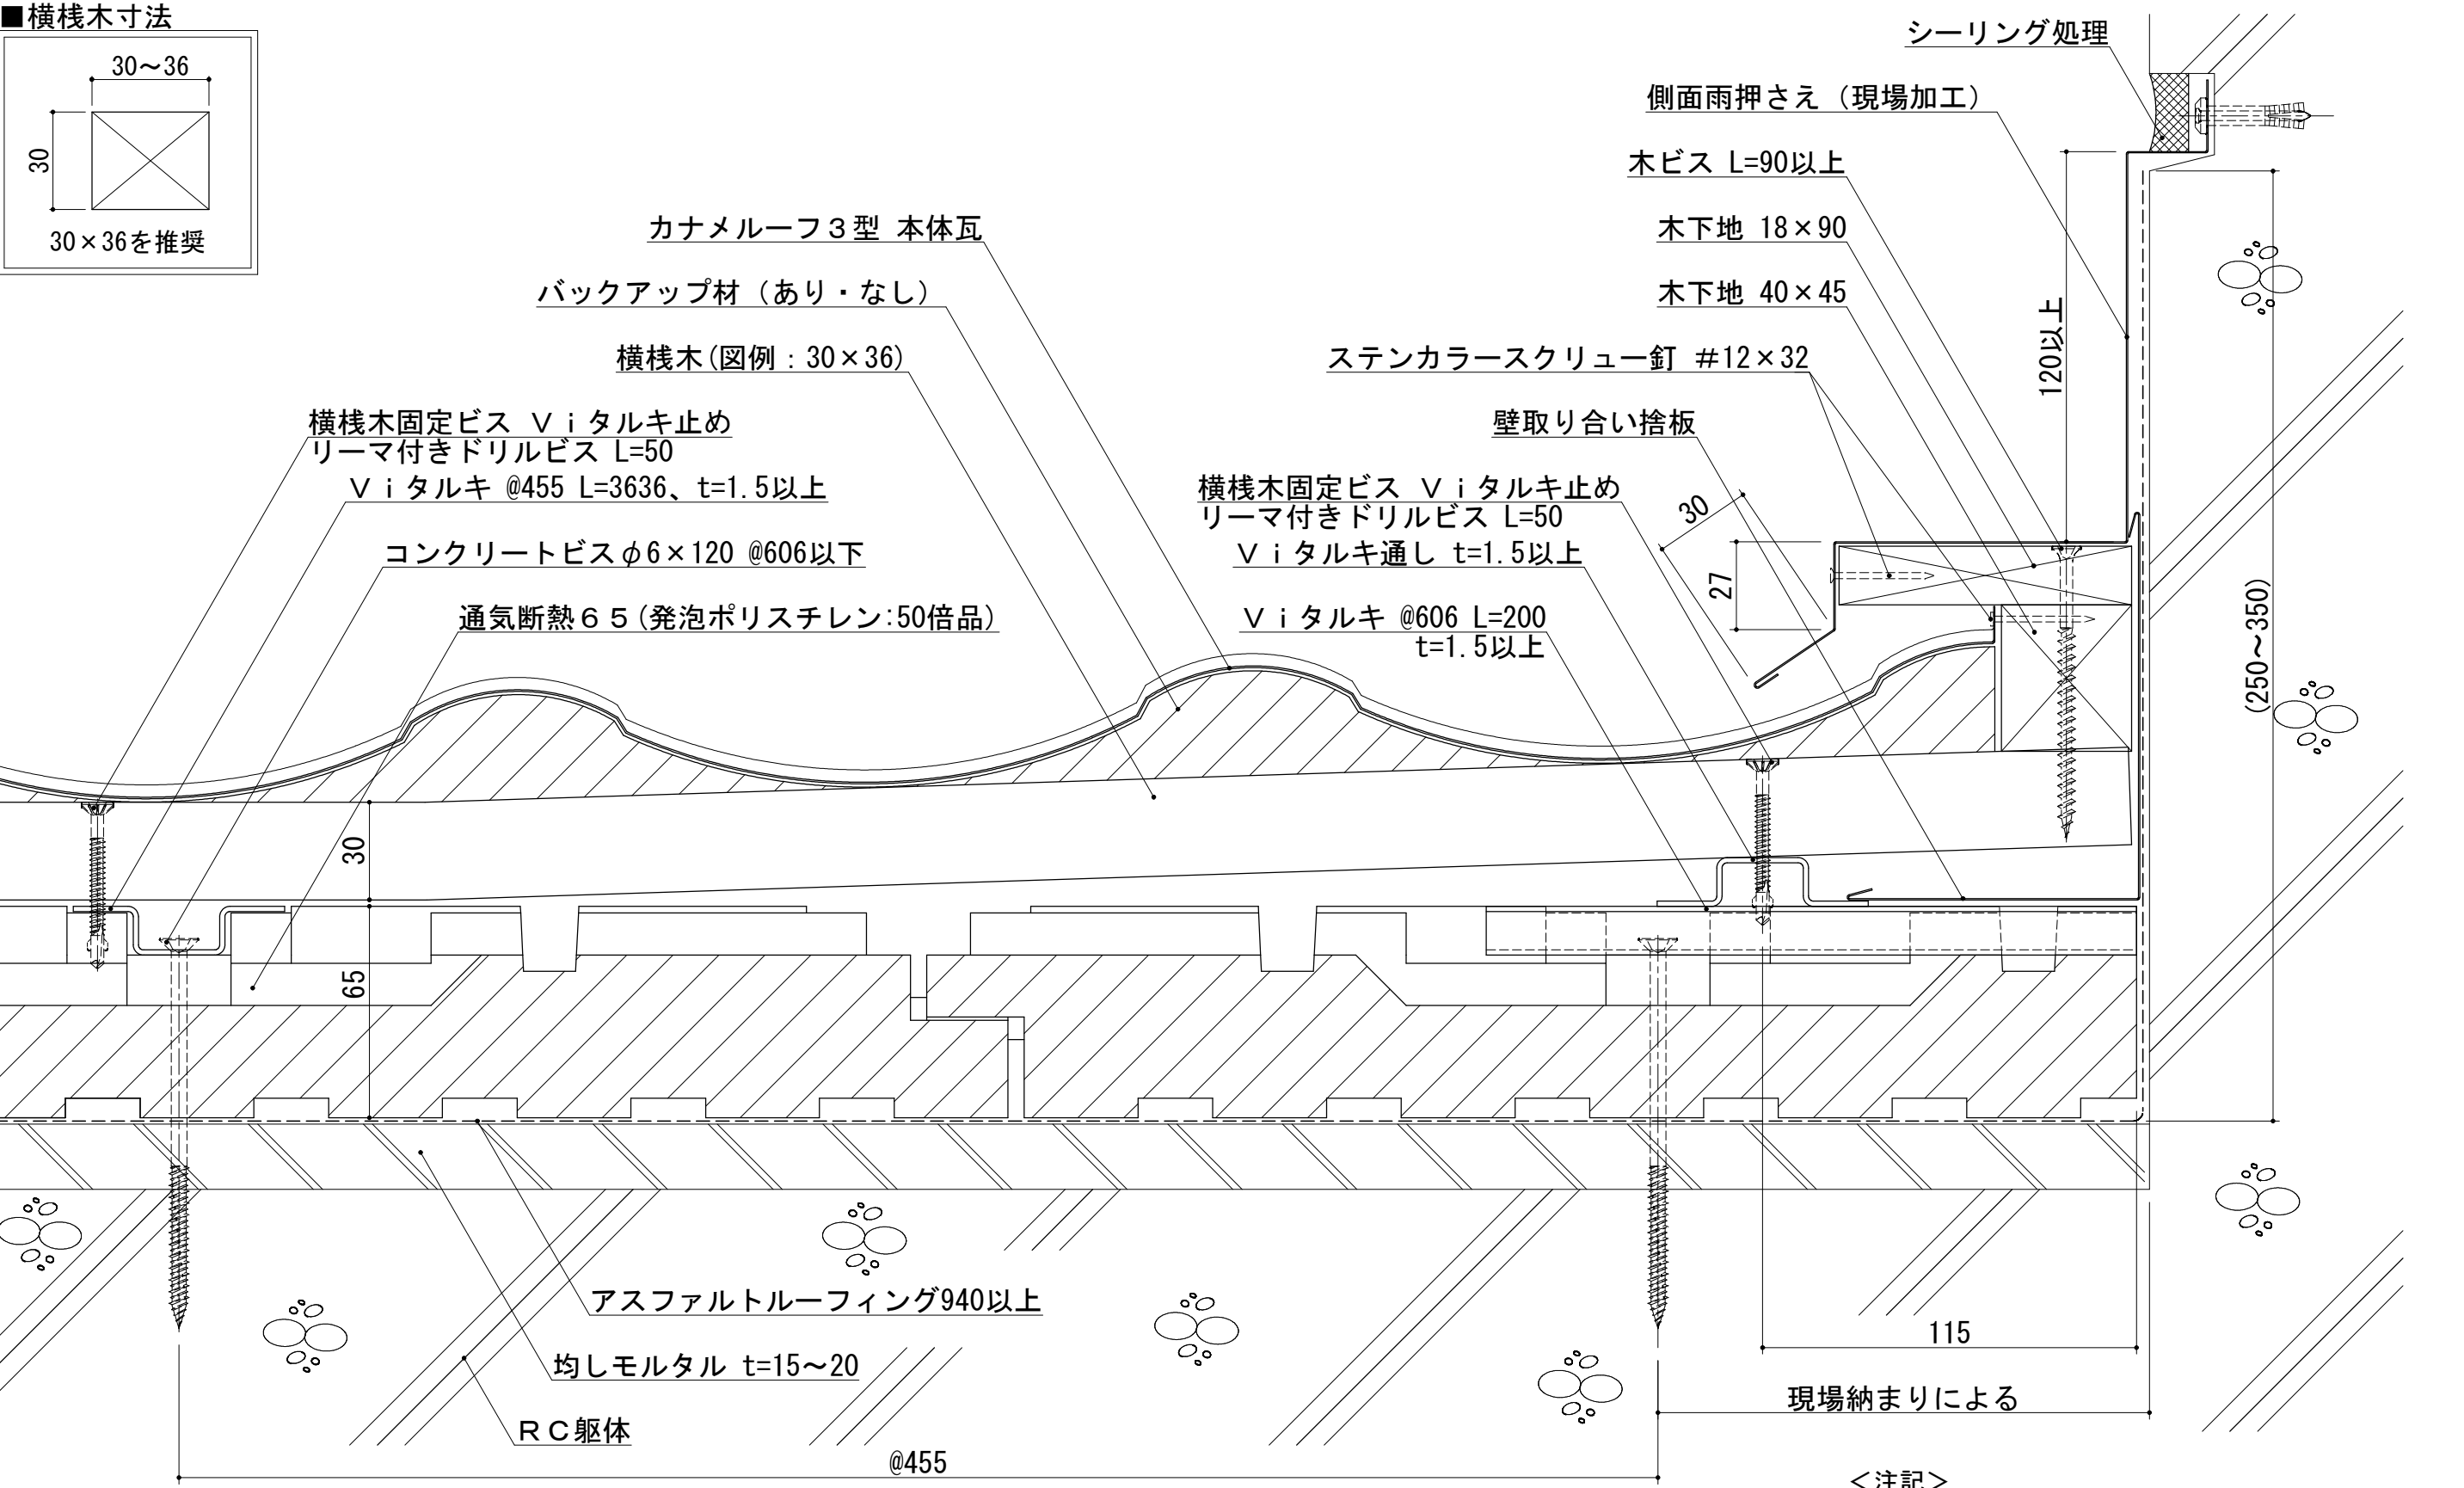 ■横桟木寸法
30～36
30
30×36を推奨
シーリング処理
側面雨押さえ（現場加工）
木ビス L=90以上
木下地 18×90
木下地 40×45
ステンカラースクリュー釘 ＃12×32
壁取り合い捨板
横桟木固定ビス Ｖｉタルキ止め
リーマ付きドリルビス L=50
Ｖｉタルキ通し t=1.5以上
Ｖｉタルキ @606 L=200
t=1.5以上
カナメルーフ３型 本体瓦
バックアップ材（あり・なし）
横桟木(図例：30×36)
横桟木固定ビス Ｖｉタルキ止め
リーマ付きドリルビス L=50
Ｖｉタルキ @455 L=3636、t=1.5以上
コンクリートビスφ6×120 @606以下
通気断熱６５(発泡ポリスチレン:50倍品)
120以上
30
27
(250～350)
30
65
アスファルトルーフィング940以上
均しモルタル t=15～20
ＲＣ躯体
115
現場納まりによる
@455
＜注記＞